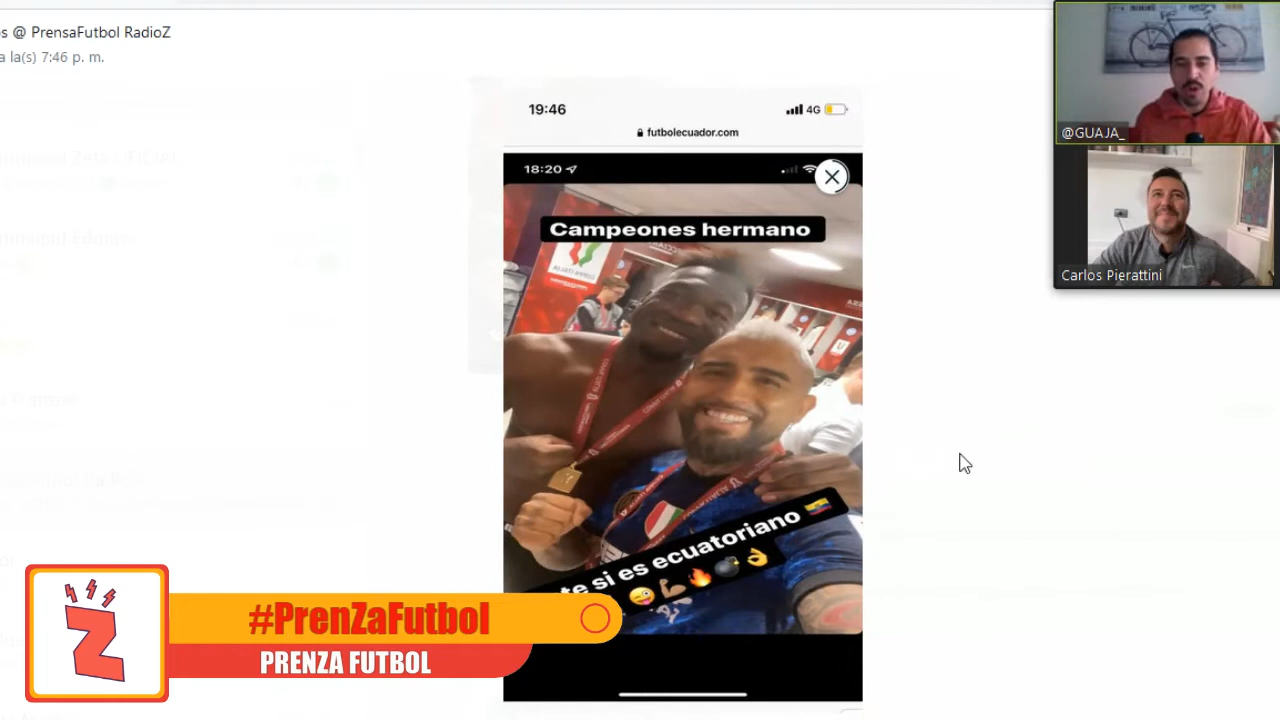 s @ PrensaFutbol RadioZ
a la(s) 7:46 p. m.
19:46
4G
futbolecuador.com
18:20
Campeones hermano
te si es ecuatoriano
@GUAJA_
Carlos Pierattini
Z
#PrenZaFutbol
PRENZA FUTBOL